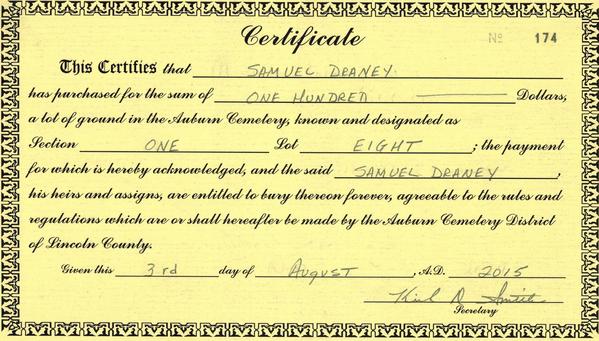 Certificate
No 174
This Certifies that SAMUEL DRANEY
has purchased for the sum of ONE HUNDRED Dollars,
a lot of ground in the Auburn Cemetery, known and designated as
Section ONE Lot EIGHT ; the payment
for which is hereby acknowledged, and the said SAMUEL DRANEY ,
his heirs and assigns, are entitled to bury thereon forever, agreeable to the rules and
regulations which are or shall hereafter be made by the Auburn Cemetery District
of Lincoln County.
Given this 3rd day of AUGUST , A.D. 2015
Secretary